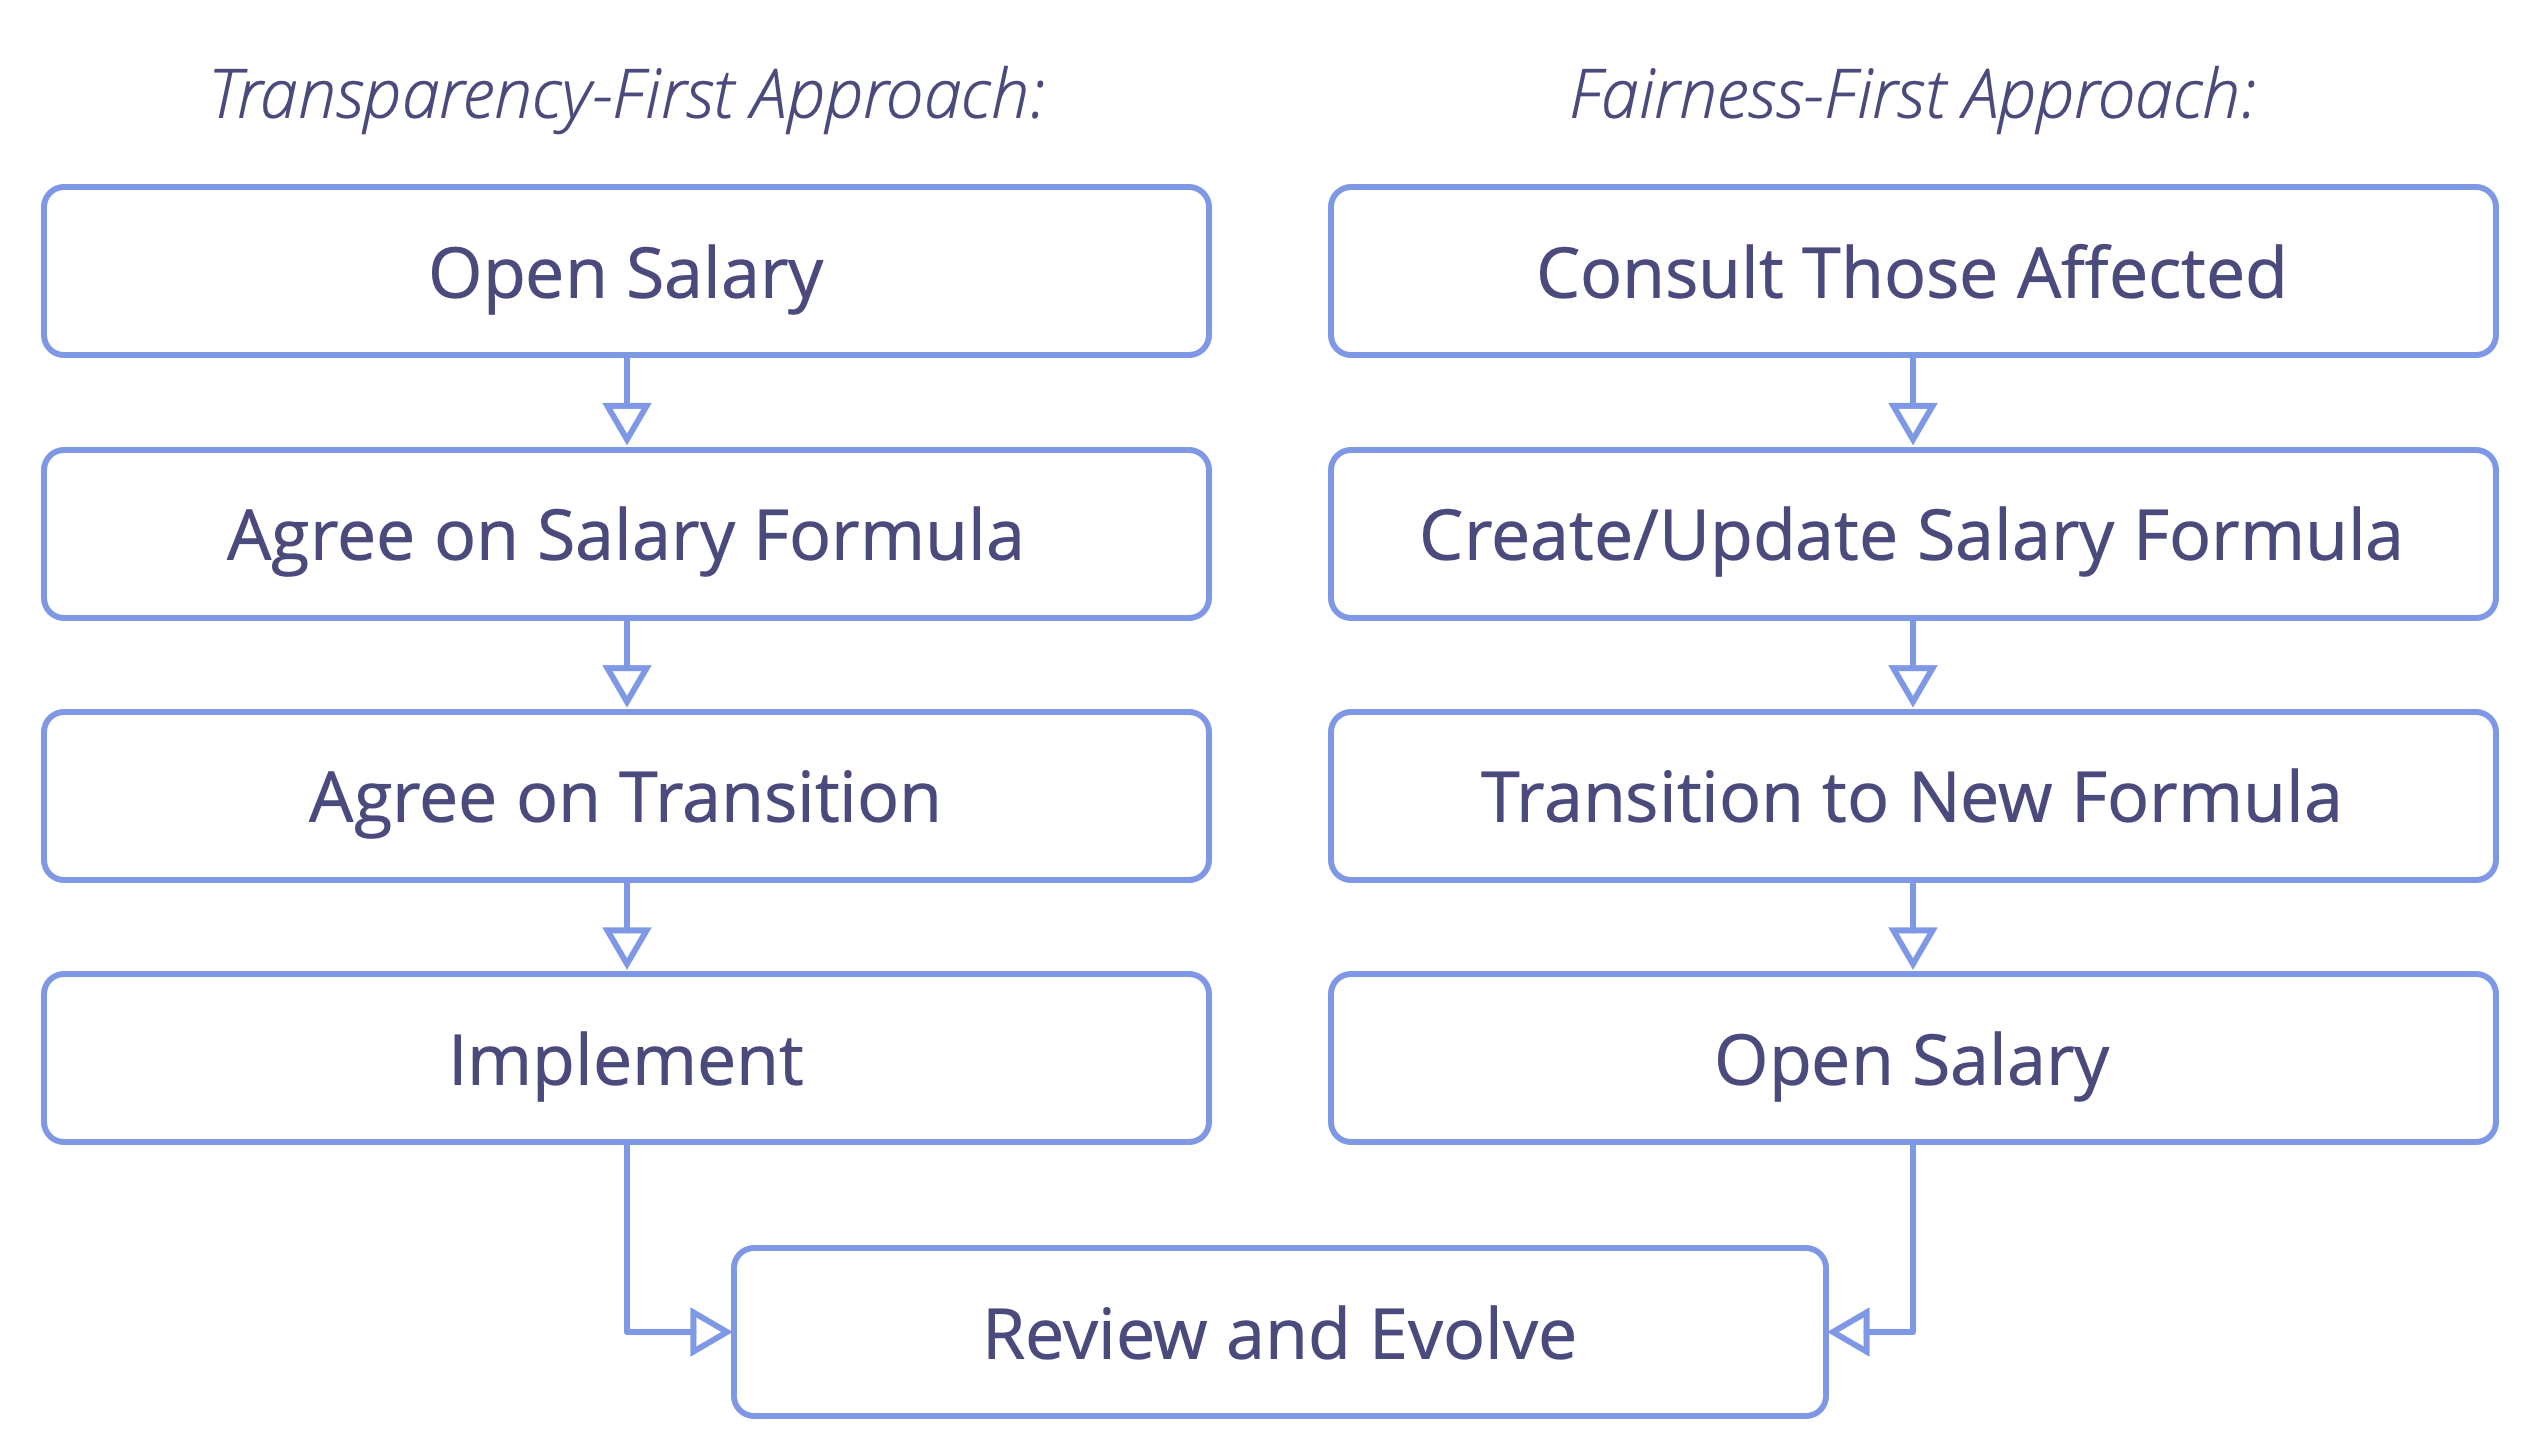 Transparency-First Approach:
Open Salary
Agree on Salary Formula
Agree on Transition
Implement
Fairness-First Approach:
Consult Those Affected
Create/Update Salary Formula
Transition to New Formula
Open Salary
Review and Evolve